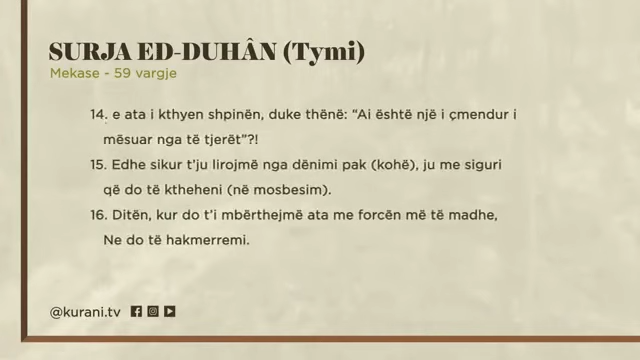 SURJA ED-DUHÂN (Tymi)
Mekase - 59 vargje
14. e ata i kthyen shpinën, duke thënë: “Ai është një i çmendur i
mësuar nga të tjerët”?!
15. Edhe sikur t’ju lirojmë nga dënimi pak (kohë), ju me siguri
që do të ktheheni (në mosbesim).
16. Ditën, kur do t’i mbërthejmë ata me forcën më të madhe,
Ne do të hakmerremi.
@kurani.tv